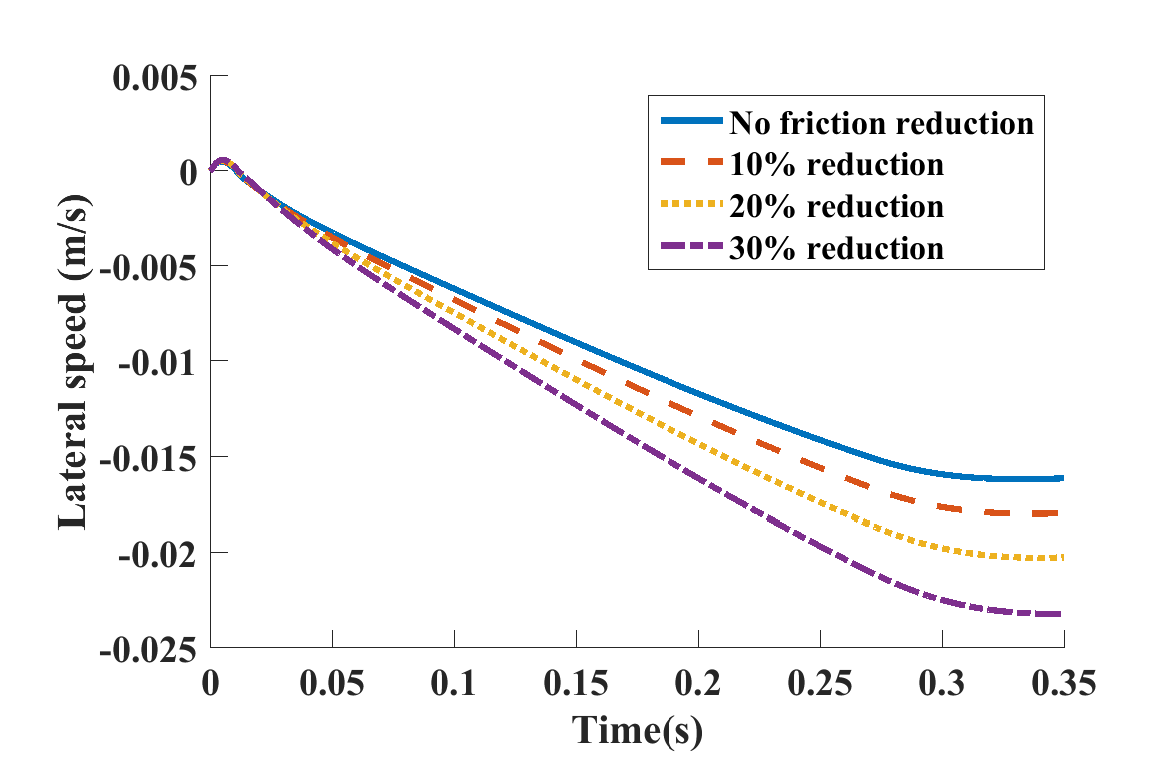 0.005
0
-0.005
-0.01
-0.015
-0.02
-0.025
Lateral speed (m/s)
No friction reduction
10% reduction
20% reduction
30% reduction
0 0.05 0.1 0.15 0.2 0.25 0.3 0.35
Time(s)